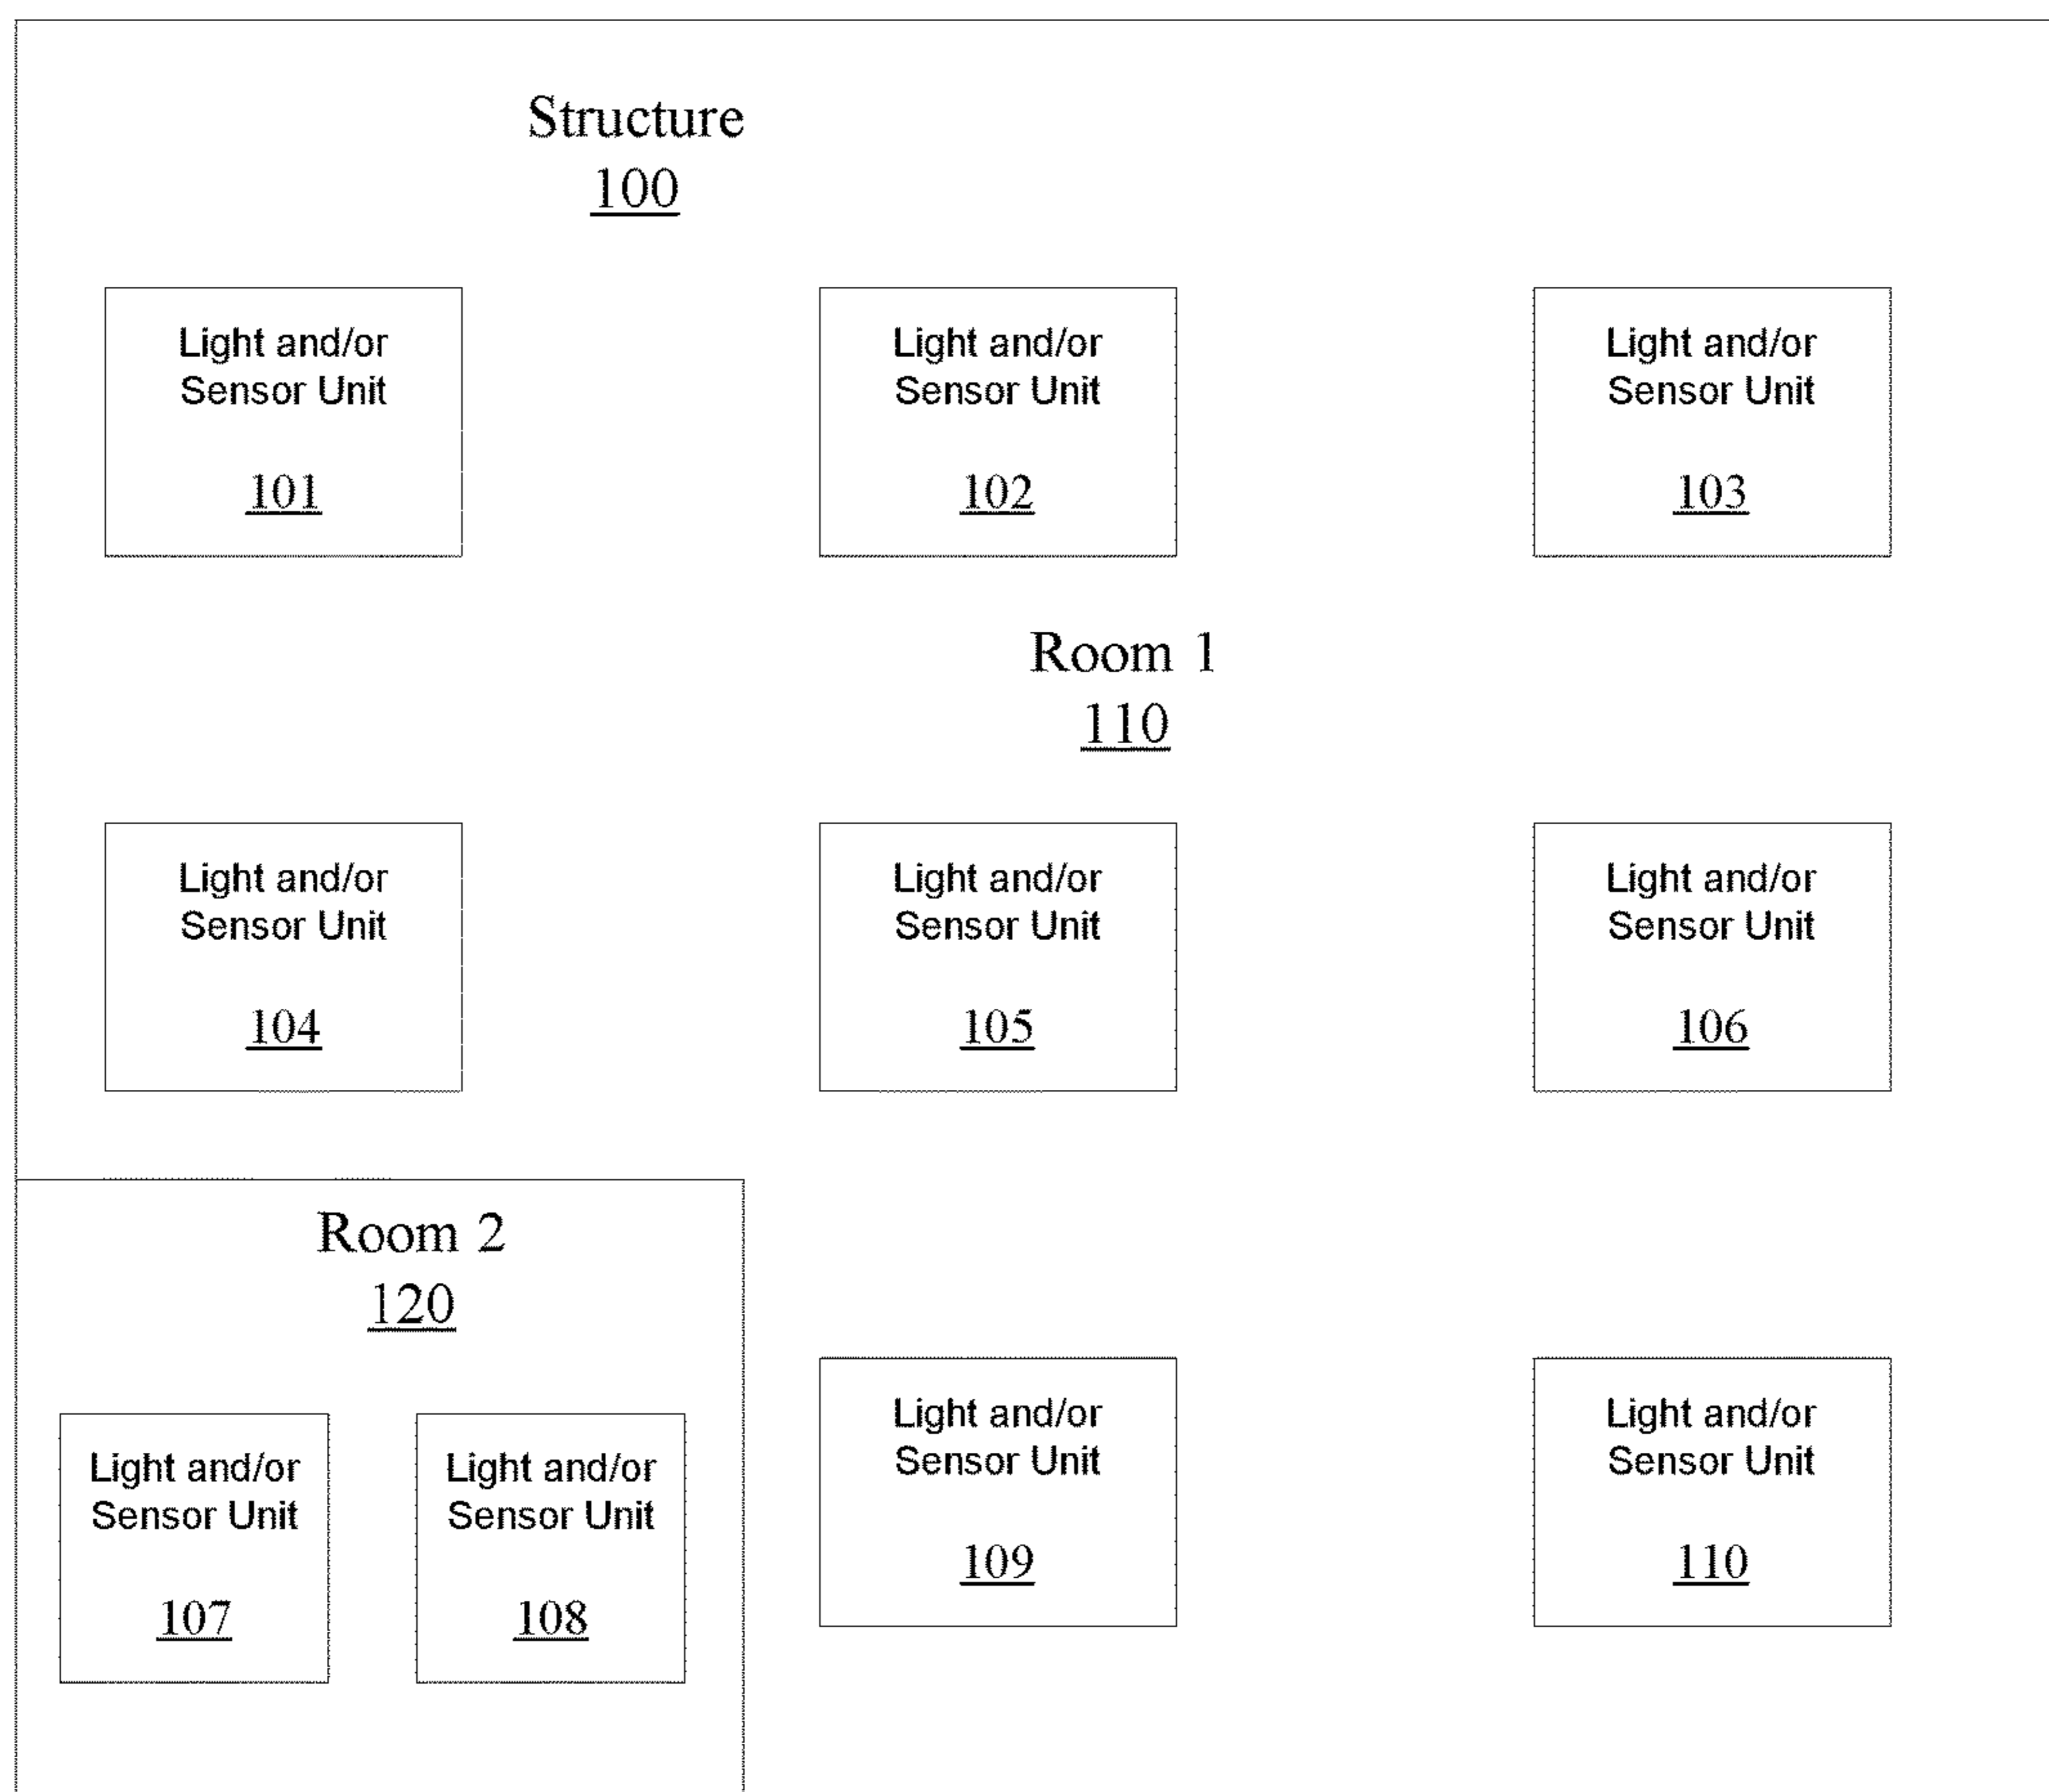 Structure
100
Light and/or
Sensor Unit
101
Light and/or
Sensor Unit
102
Light and/or
Sensor Unit
103
Room 1
110
Light and/or
Sensor Unit
104
Light and/or
Sensor Unit
105
Light and/or
Sensor Unit
106
Room 2
120
Light and/or
Sensor Unit
107
Light and/or
Sensor Unit
108
Light and/or
Sensor Unit
109
Light and/or
Sensor Unit
110